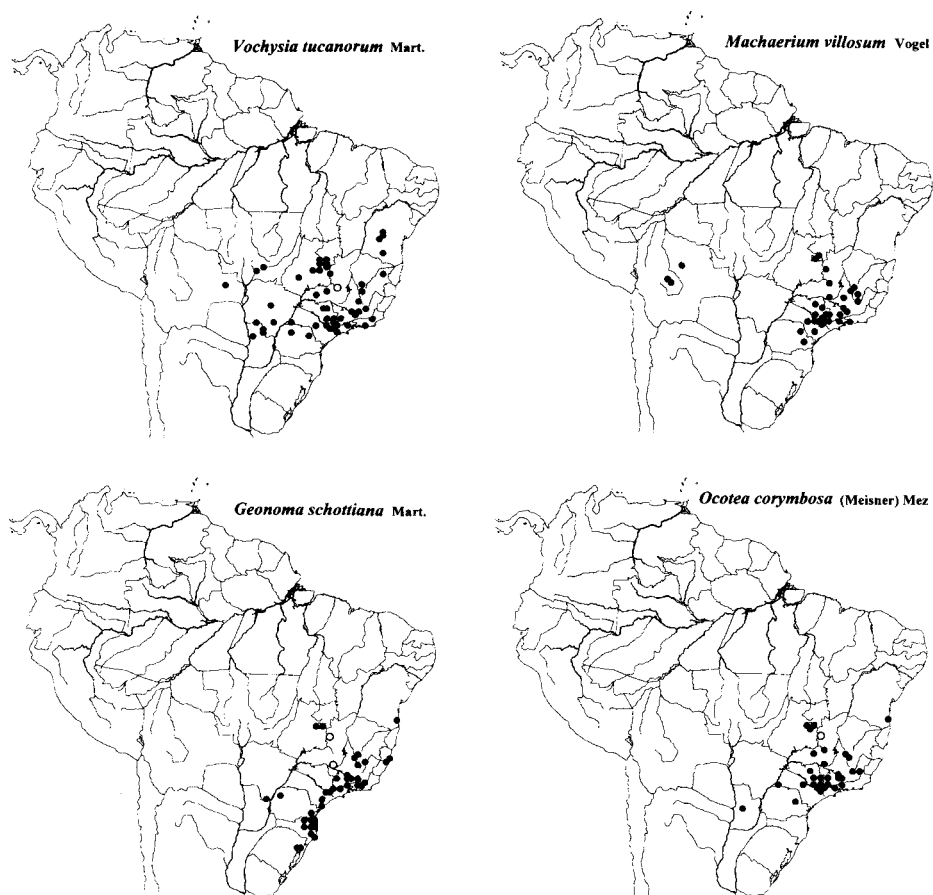 Vochysia tucanorum Mart.
Machaerium villosum Vogel
Geonoma schottiana Mart.
Ocotea corymbosa (Meisner) Mez